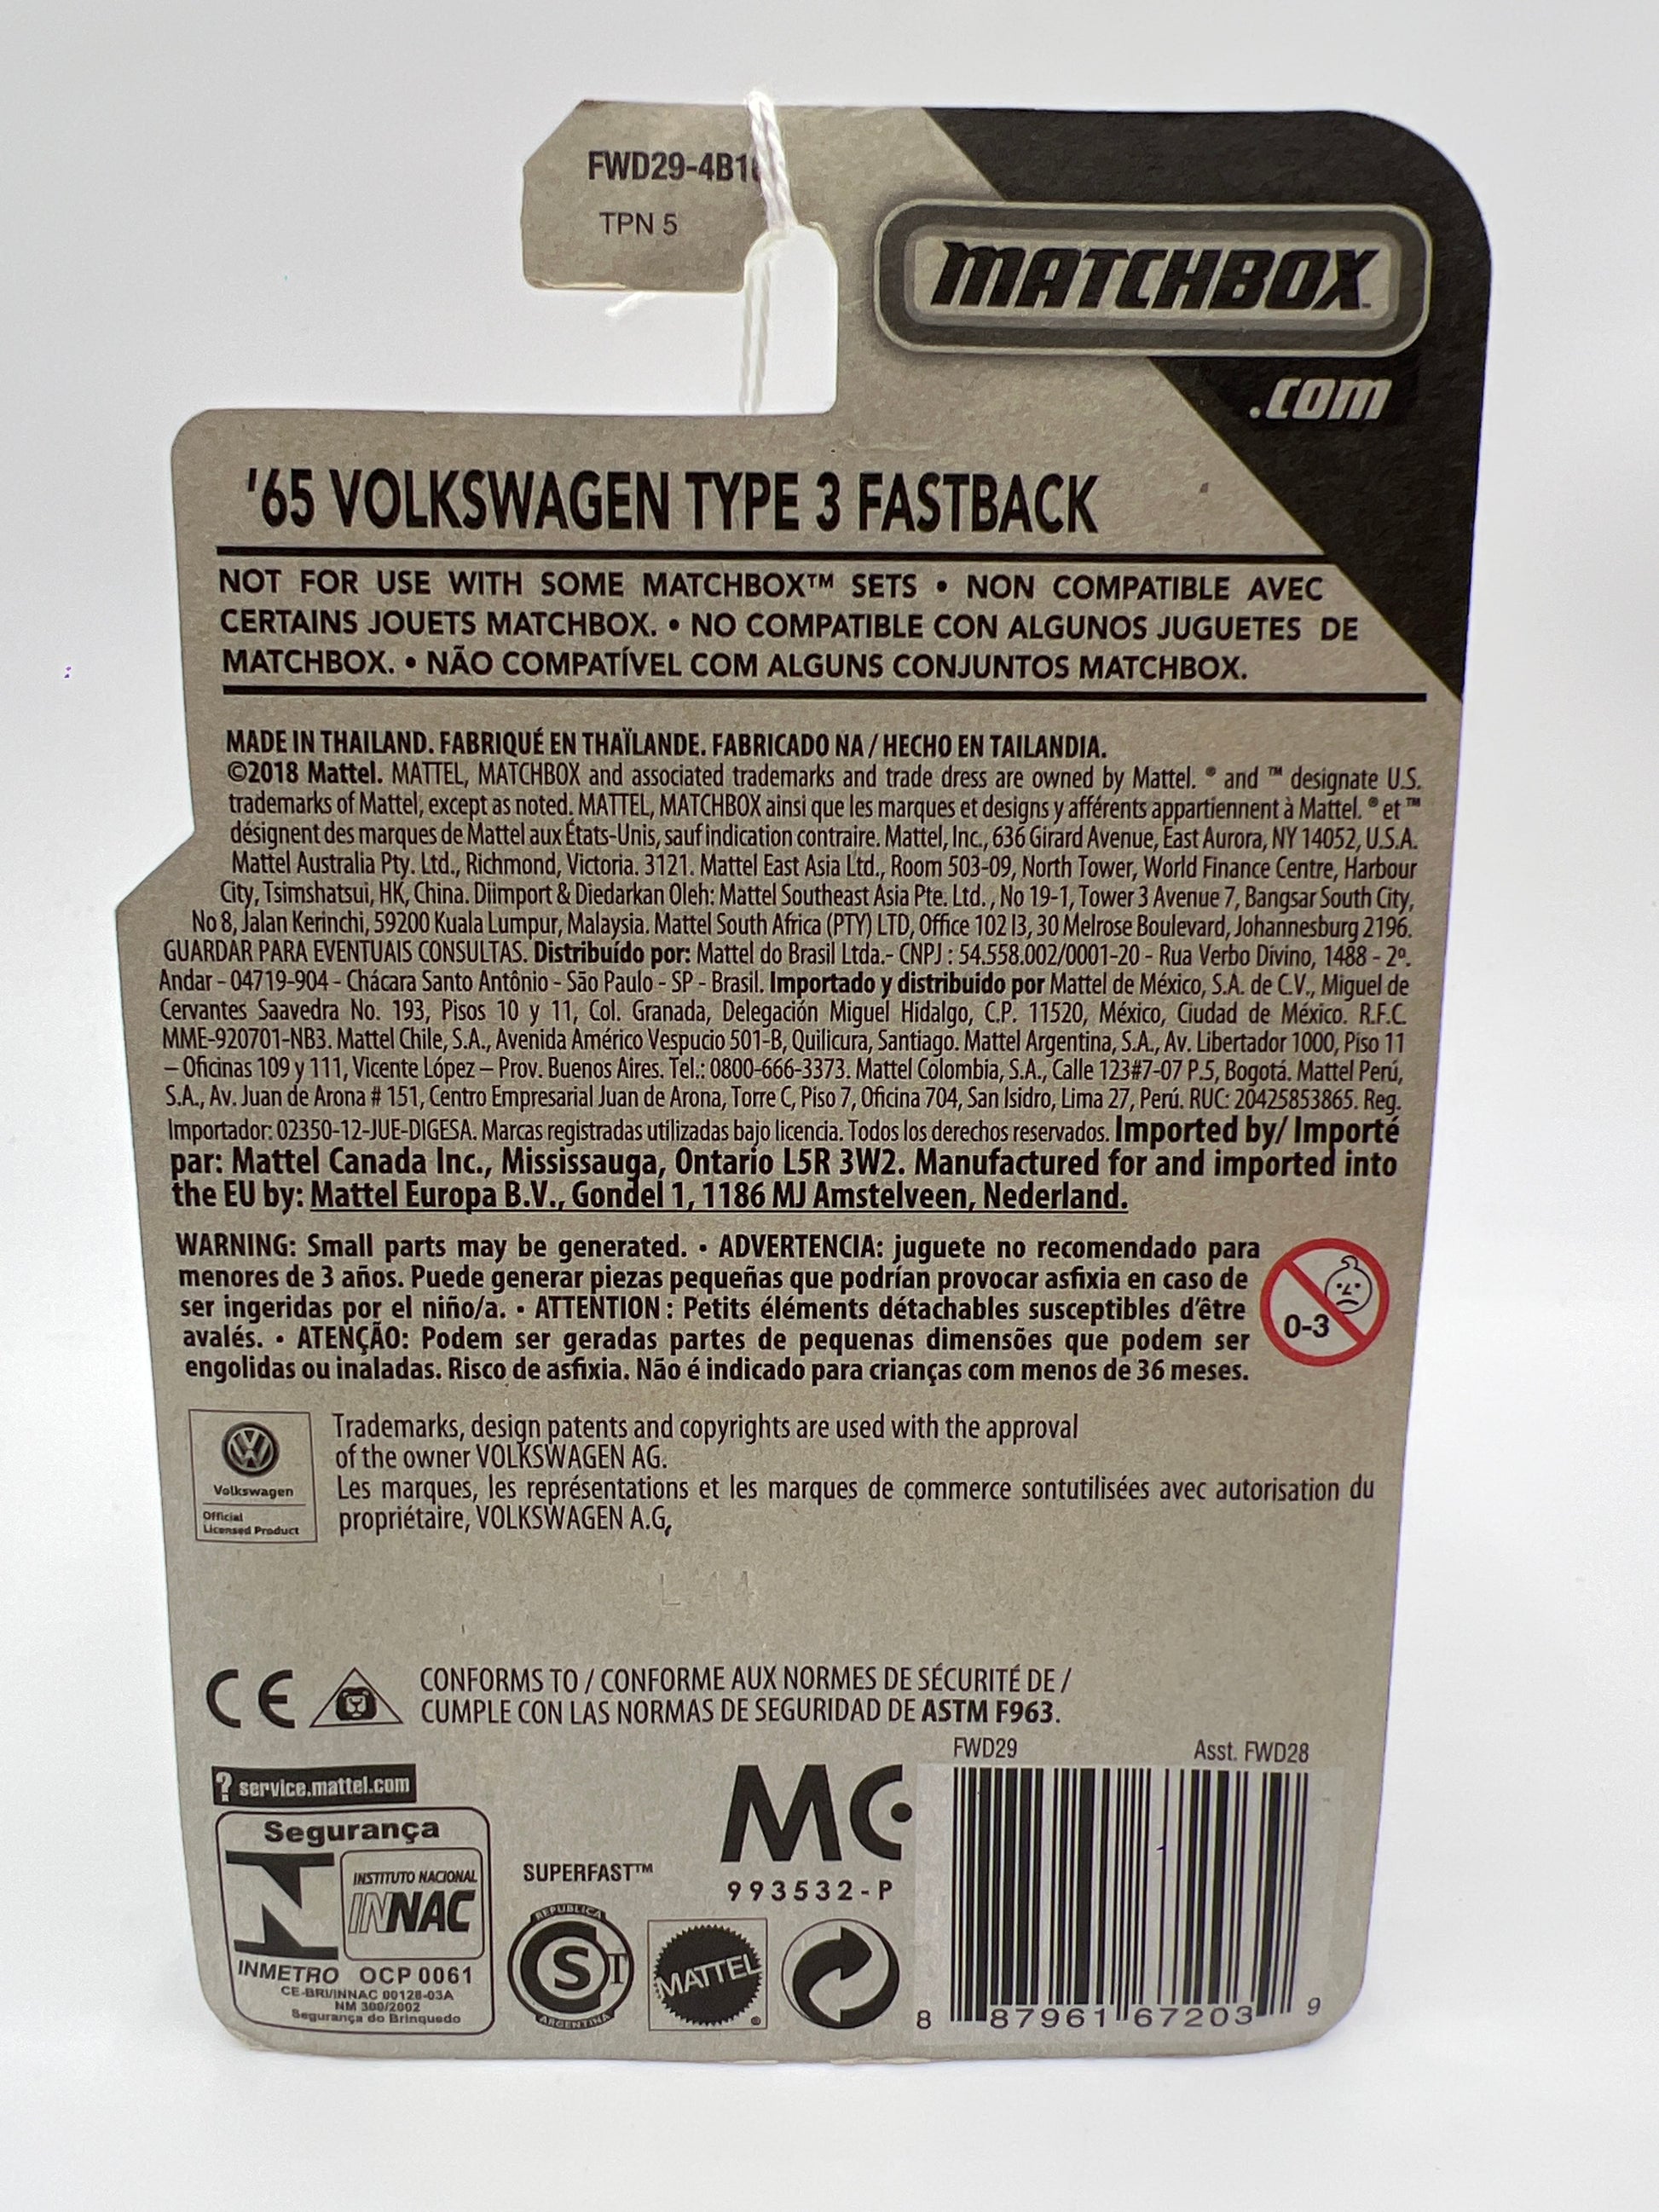 FWD29-4B1
TPN 5
MATCHBOX™
.com
'65 VOLKSWAGEN TYPE 3 FASTBACK
NOT FOR USE WITH SOME MATCHBOX™ SETS • NON COMPATIBLE AVEC
CERTAINS JOUETS MATCHBOX. • NO COMPATIBLE CON ALGUNOS JUGUETES DE
MATCHBOX. • NÃO COMPATÍVEL COM ALGUNS CONJUNTOS MATCHBOX.
MADE IN THAILAND. FABRIQUÉ EN THAÏLANDE. FABRICADO NA / HECHO EN TAILANDIA.
©2018 Mattel. MATTEL, MATCHBOX and associated trademarks and trade dress are owned by Mattel. ® and ™ designate U.S.
trademarks of Mattel, except as noted. MATTEL, MATCHBOX ainsi que les marques et designs y afférents appartiennent à Mattel. ® et ™
désignent des marques de Mattel aux États-Unis, sauf indication contraire. Mattel, Inc., 636 Girard Avenue, East Aurora, NY 14052, U.S.A.
Mattel Australia Pty. Ltd., Richmond, Victoria. 3121. Mattel East Asia Ltd., Room 503-09, North Tower, World Finance Centre, Harbour
City, Tsimshatsui, HK, China. Diimport & Diedarkan Oleh: Mattel Southeast Asia Pte. Ltd., No 19-1, Tower 3 Avenue 7, Bangsar South City,
No 8, Jalan Kerinchi, 59200 Kuala Lumpur, Malaysia. Mattel South Africa (PTY) LTD, Office 102 I3, 30 Melrose Boulevard, Johannesburg 2196.
GUARDAR PARA EVENTUAIS CONSULTAS. Distribuído por: Mattel do Brasil Ltda.- CNPJ : 54.558.002/0001-20 - Rua Verbo Divino, 1488 - 2º.
Andar - 04719-904 - Chácara Santo Antônio - São Paulo - SP - Brasil. Importado y distribuido por Mattel de México, S.A. de C.V., Miguel de
Cervantes Saavedra No. 193, Pisos 10 y 11, Col. Granada, Delegación Miguel Hidalgo, C.P. 11520, México, Ciudad de México. R.F.C.
MME-920701-NB3. Mattel Chile, S.A., Avenida Américo Vespucio 501-B, Quilicura, Santiago. Mattel Argentina, S.A., Av. Libertador 1000, Piso 11
– Oficinas 109 y 111, Vicente López – Prov. Buenos Aires. Tel.: 0800-666-3373. Mattel Colombia, S.A., Calle 123#7-07 P.5, Bogotá. Mattel Perú,
S.A., Av. Juan de Arona # 151, Centro Empresarial Juan de Arona, Torre C, Piso 7, Oficina 704, San Isidro, Lima 27, Perú. RUC: 20425853865. Reg.
Importador: 02350-12-JUE-DIGESA. Marcas registradas utilizadas bajo licencia. Todos los derechos reservados. Imported by/ Importé
par: Mattel Canada Inc., Mississauga, Ontario L5R 3W2. Manufactured for and imported into
the EU by: Mattel Europa B.V., Gondel 1, 1186 MJ Amstelveen, Nederland.
WARNING: Small parts may be generated. • ADVERTENCIA: juguete no recomendado para
menores de 3 años. Puede generar piezas pequeñas que podrían provocar asfixia en caso de
ser ingeridas por el niño/a. • ATTENTION : Petits éléments détachables susceptibles d'être
avalés. • ATENÇÃO: Podem ser geradas partes de pequenas dimensões que podem ser
engolidas ou inaladas. Risco de asfixia. Não é indicado para crianças com menos de 36 meses.
0-3
Volkswagen
Official
Licensed Product
Trademarks, design patents and copyrights are used with the approval
of the owner VOLKSWAGEN AG.
Les marques, les représentations et les marques de commerce sontutilisées avec autorisation du
propriétaire, VOLKSWAGEN A.G,
L 44
CE
CONFORMS TO / CONFORME AUX NORMES DE SÉCURITÉ DE /
CUMPLE CON LAS NORMAS DE SEGURIDAD DE ASTM F963.
FWD29 Asst. FWD28
? service.mattel.com
Segurança
INSTITUTO NACIONAL
INNAC
INMETRO OCP 0061
CE-BRI/INNAC 00128-03A
NM 300/2002
Segurança do Brinquedo
SUPERFAST™
MC
993532-P
REPUBLICA
S T
ARGENTINA
MATTEL®
8 87961 67203 9